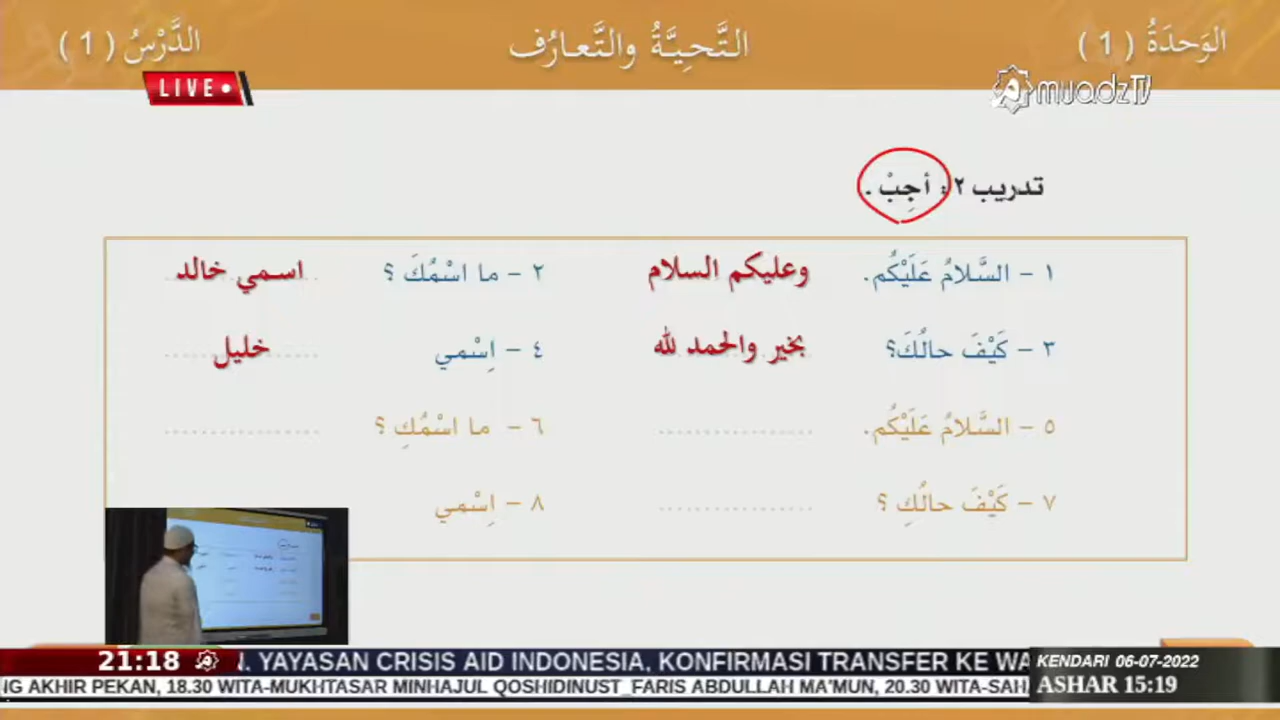 الوَحدَةُ ( 1 ) التَّحِيَّةُ والتَّعارُف الدَّرْسُ ( 1 )
LIVE
muadzTV
تدريب ٢ : أجِبْ .
١ - السَّلامُ عَلَيْكُم. وعليكم السلام ٢ - ما اسْمُكَ ؟ اسمي خالد
٣ - كَيْفَ حالُكَ؟ بخير والحمد لله ٤ - اِسْمي خليل
٥ - السَّلامُ عَلَيْكُم. ................ ٦ - ما اسْمُكِ ؟ ................
٧ - كَيْفَ حالُكِ ؟ ................ ٨ - اِسْمي
21:18 N. YAYASAN CRISIS AID INDONESIA, KONFIRMASI TRANSFER KE WA KENDARI 06-07-2022
NG AKHIR PEKAN, 18.30 WITA-MUKHTASAR MINHAJUL QOSHIDINUST_FARIS ABDULLAH MA'MUN, 20.30 WITA-SAH ASHAR 15:19